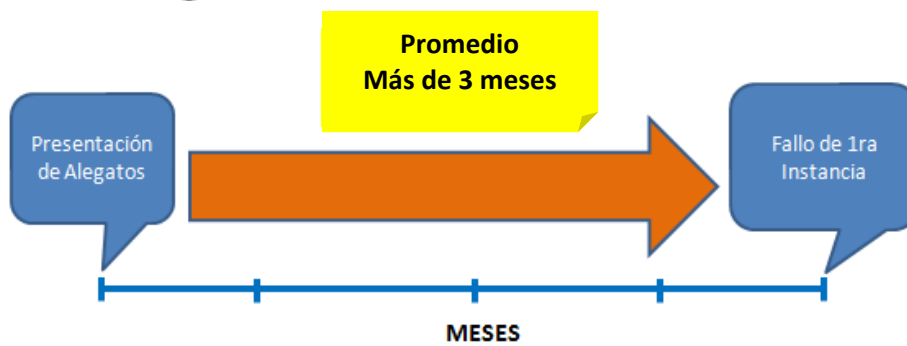 Promedio
Más de 3 meses
Presentación
de Alegatos
Fallo de 1ra
Instancia
MESES